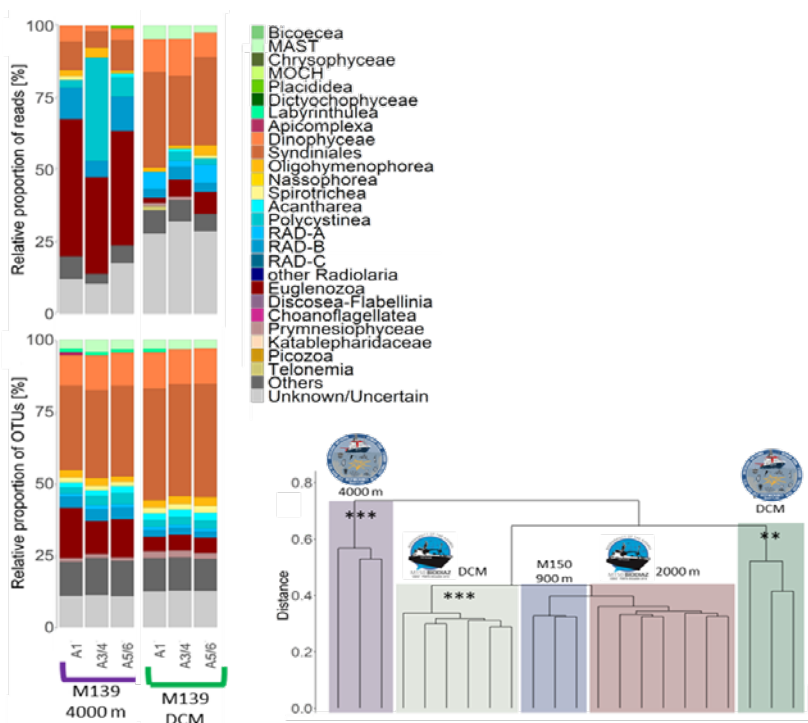 Relative proportion of reads [%]
100
75
50
25
0
Bicoecea
MAST
Chrysophyceae
MOCH
Placididea
Dictyochophyceae
Labyrinthulea
Apicomplexa
Dinophyceae
Syndiniales
Oligohymenophorea
Nassophorea
Spirotrichea
Acantharea
Polycystinea
RAD-A
RAD-B
RAD-C
other Radiolaria
Euglenozoa
Discosea-Flabellinia
Choanoflagellatea
Prymnesiophyceae
Katablepharidaceae
Picozoa
Telonemia
Others
Unknown/Uncertain
Relative proportion of OTUs [%]
100
75
50
25
0
A1
A3/4
A5/6
A1
A3/4
A5/6
M139
4000 m
M139
DCM
Distance
0.8
0.6
0.4
0.2
0.0
4000 m
***
DCM
***
M150
900 m
2000 m
DCM
**